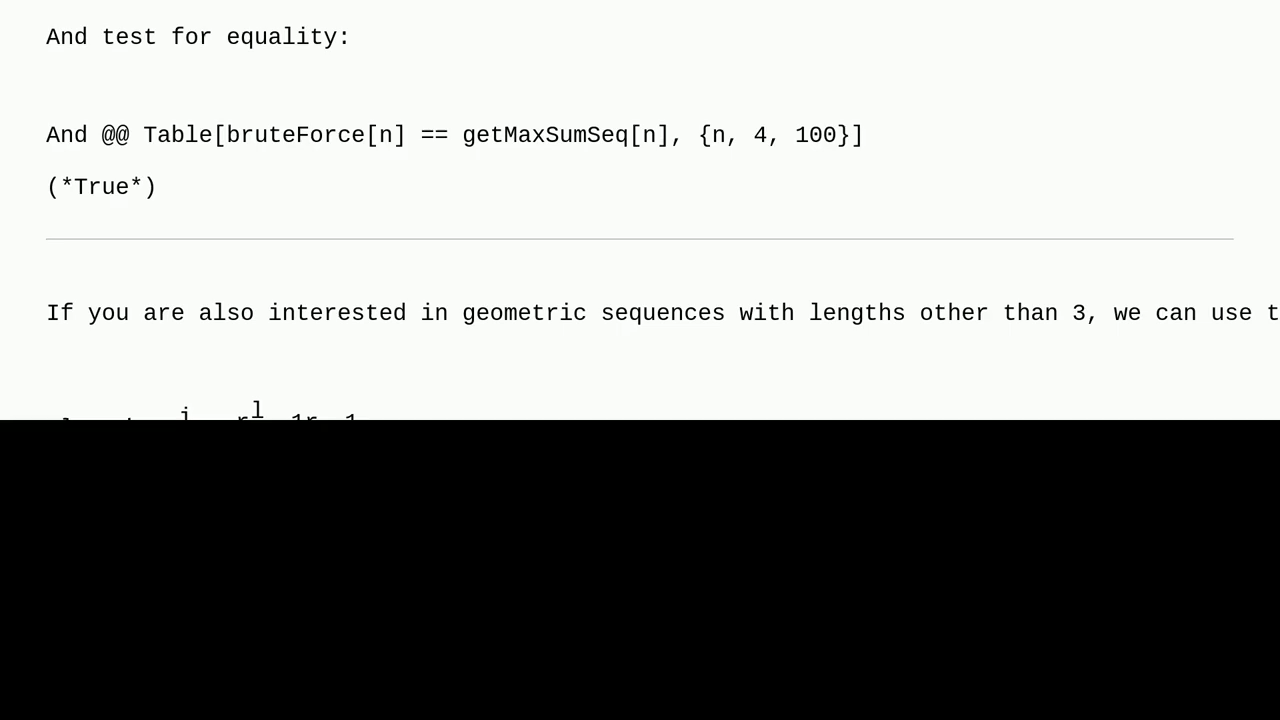 And test for equality:
And @@ Table[bruteForce[n] == getMaxSumSeq[n], {n, 4, 100}]
(*True*)
If you are also interested in geometric sequences with lengths other than 3, we can use